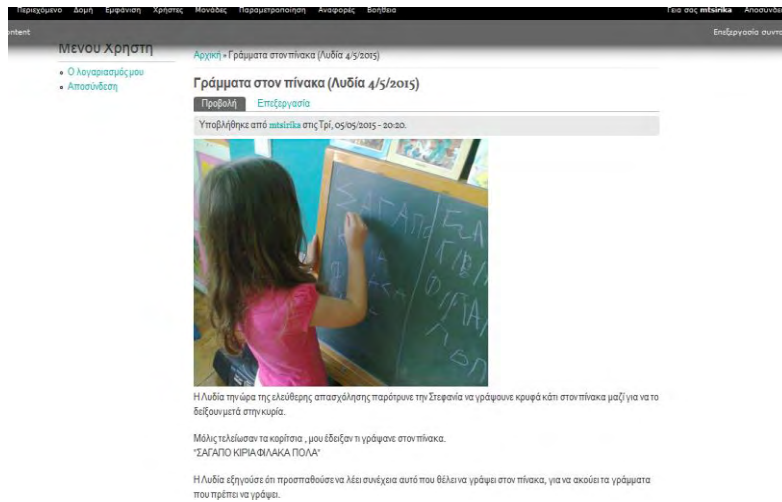 Περιεχόμενο Δομή Εμφάνιση Χρήστες Μονάδες Παραμετροποίηση Αναφορές Βοήθεια Γεια σας mtsirika Αποσύνδε
ontent Επεξεργασία συντο
Μενού Χρήστη
Ο λογαριασμός μου
Αποσύνδεση
Αρχική » Γράμματα στον πίνακα (Λυδία 4/5/2015)
Γράμματα στον πίνακα (Λυδία 4/5/2015)
Προβολή Επεξεργασία
Υποβλήθηκε από mtsirika στις Τρί, 05/05/2015 - 20:20.
ΣΑΓΑΠΟ
Η Λυδία την ώρα της ελεύθερης απασχόλησης παρότρυνε την Στεφανία να γράψουνε κρυφά κάτι στον πίνακα μαζί για να το
δείξουν μετά στην κυρία.
Μόλις τελείωσαν τα κορίτσια , μου έδειξαν τι γράψανε στον πίνακα.
"ΣΑΓΑΠΟ ΚΙΡΙΑ ΦΙΛΑΚΑ ΠΟΛΑ"
Η Λυδία εξηγούσε ότι προσπαθούσε να λέει συνέχεια αυτό που θέλει να γράψει στον πίνακα, για να ακούει τα γράμματα
που πρέπει να γράψει.